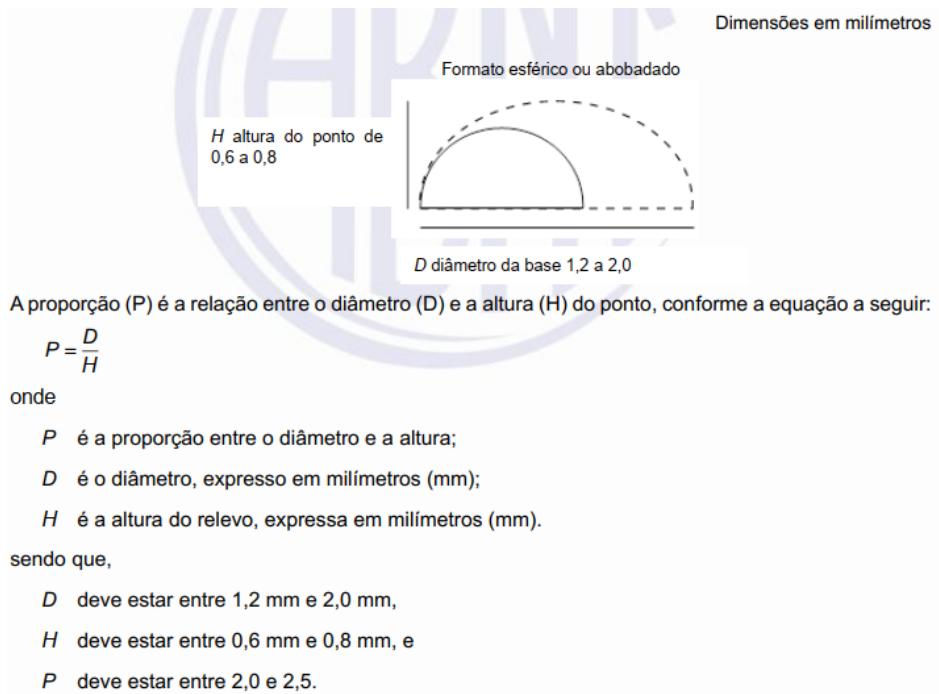 Dimensões em milímetros
Formato esférico ou abobadado
H altura do ponto de
0,6 a 0,8
D diâmetro da base 1,2 a 2,0
A proporção (P) é a relação entre o diâmetro (D) e a altura (H) do ponto, conforme a equação a seguir:
P = D/H
onde
P é a proporção entre o diâmetro e a altura;
D é o diâmetro, expresso em milímetros (mm);
H é a altura do relevo, expressa em milímetros (mm).
sendo que,
D deve estar entre 1,2 mm e 2,0 mm,
H deve estar entre 0,6 mm e 0,8 mm, e
P deve estar entre 2,0 e 2,5.